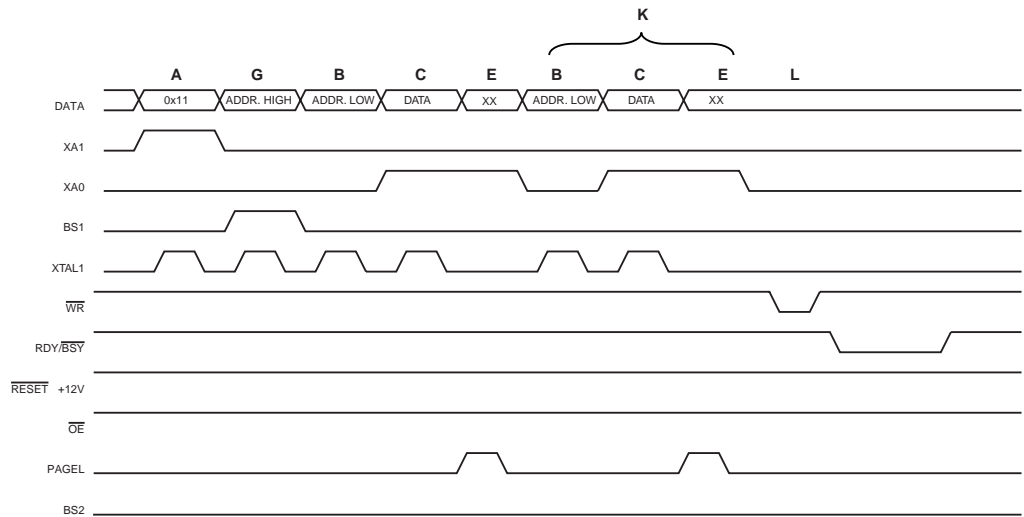 K
A G B C E B C E L
DATA 0x11 ADDR. HIGH ADDR. LOW DATA XX ADDR. LOW DATA XX
XA1
XA0
BS1
XTAL1
WR
RDY/BSY
RESET +12V
OE
PAGEL
BS2